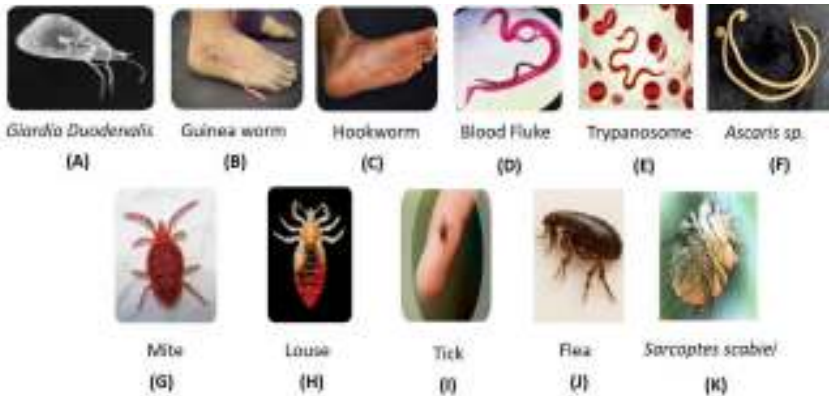 Giardia Duodenalis Guinea worm Hookworm Blood Fluke Trypanosome Ascaris sp.
(A) (B) (C) (D) (E) (F)
Mite Louse Tick Flea Sarcoptes scabiei
(G) (H) (I) (J) (K)